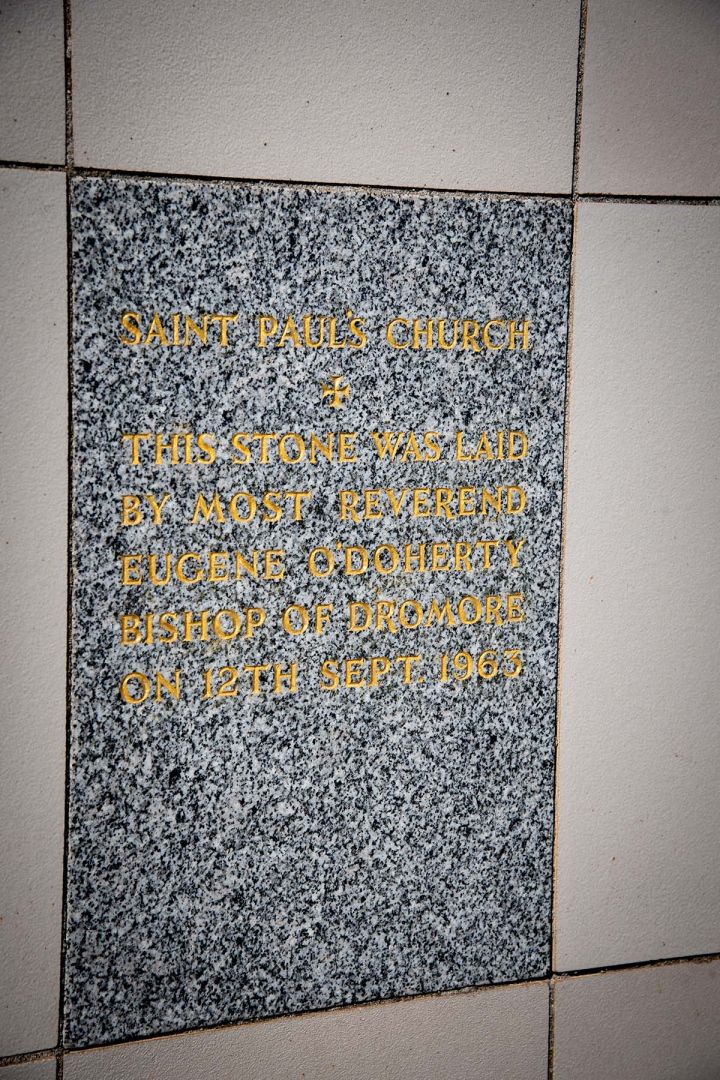 SAINT PAUL'S CHURCH
✠
THIS STONE WAS LAID
BY MOST REVEREND
EUGENE O'DOHERTY
BISHOP OF DROMORE
ON 12TH SEPT. 1963